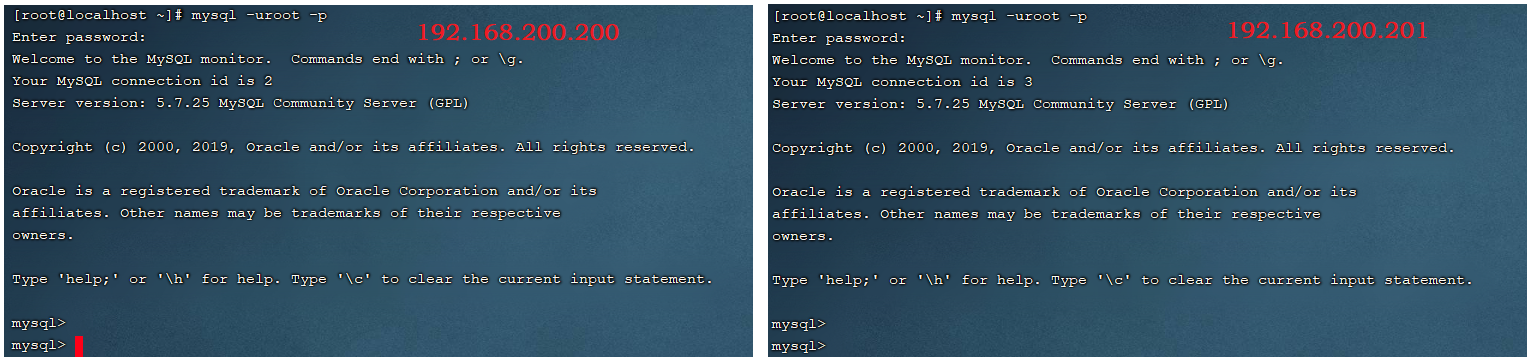 [root@localhost ~]# mysql -uroot -p
192.168.200.200
Enter password:
Welcome to the MySQL monitor.  Commands end with ; or \g.
Your MySQL connection id is 2
Server version: 5.7.25 MySQL Community Server (GPL)
Copyright (c) 2000, 2019, Oracle and/or its affiliates. All rights reserved.
Oracle is a registered trademark of Oracle Corporation and/or its
affiliates. Other names may be trademarks of their respective
owners.
Type 'help;' or '\h' for help. Type '\c' to clear the current input statement.
mysql>
mysql>
[root@localhost ~]# mysql -uroot -p
192.168.200.201
Enter password:
Welcome to the MySQL monitor.  Commands end with ; or \g.
Your MySQL connection id is 3
Server version: 5.7.25 MySQL Community Server (GPL)
Copyright (c) 2000, 2019, Oracle and/or its affiliates. All rights reserved.
Oracle is a registered trademark of Oracle Corporation and/or its
affiliates. Other names may be trademarks of their respective
owners.
Type 'help;' or '\h' for help. Type '\c' to clear the current input statement.
mysql>
mysql>